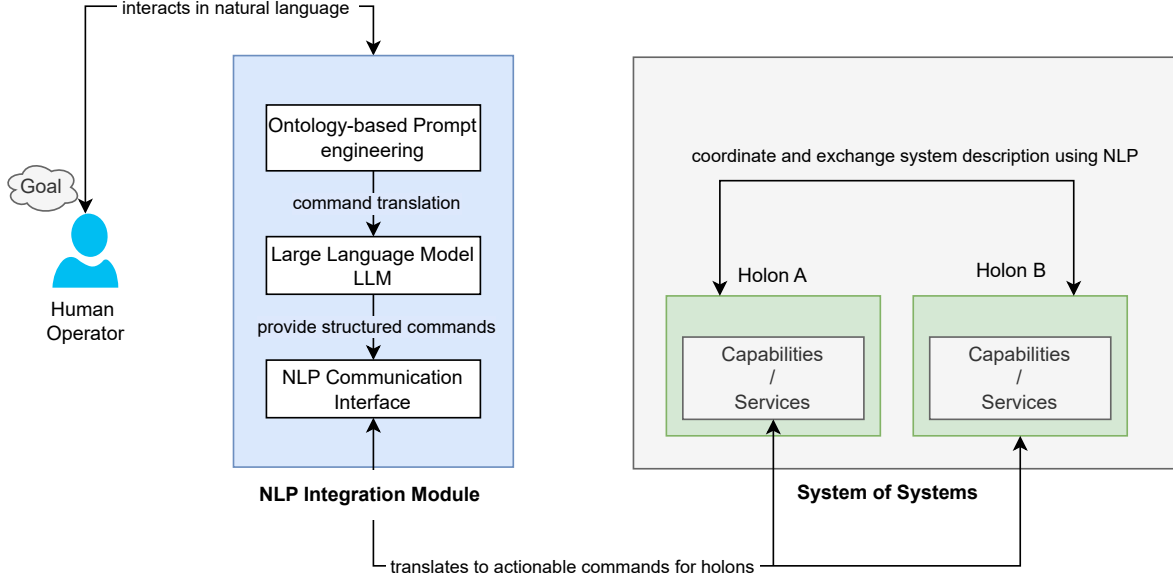 interacts in natural language
Goal
Human
Operator
Ontology-based Prompt
engineering
command translation
Large Language Model
LLM
provide structured commands
NLP Communication
Interface
NLP Integration Module
coordinate and exchange system description using NLP
Holon A
Holon B
Capabilities
/
Services
Capabilities
/
Services
System of Systems
translates to actionable commands for holons